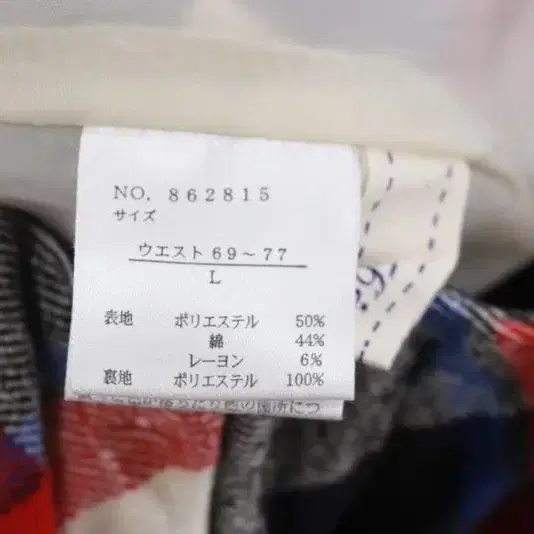 NO. 862815
サイズ
ウエスト 69～77
L
表地 ポリエステル 50%
綿 44%
レーヨン 6%
裏地 ポリエステル 100%